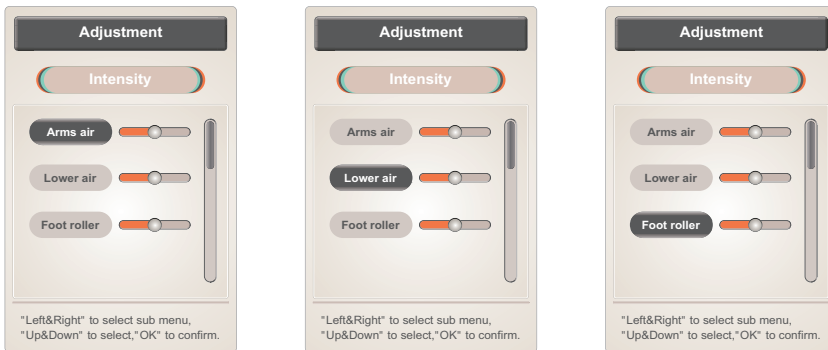 Adjustment
Intensity
Arms air
Lower air
Foot roller
"Left&Right" to select sub menu,
"Up&Down" to select,"OK" to confirm.
Adjustment
Intensity
Arms air
Lower air
Foot roller
"Left&Right" to select sub menu,
"Up&Down" to select,"OK" to confirm.
Adjustment
Intensity
Arms air
Lower air
Foot roller
"Left&Right" to select sub menu,
"Up&Down" to select,"OK" to confirm.